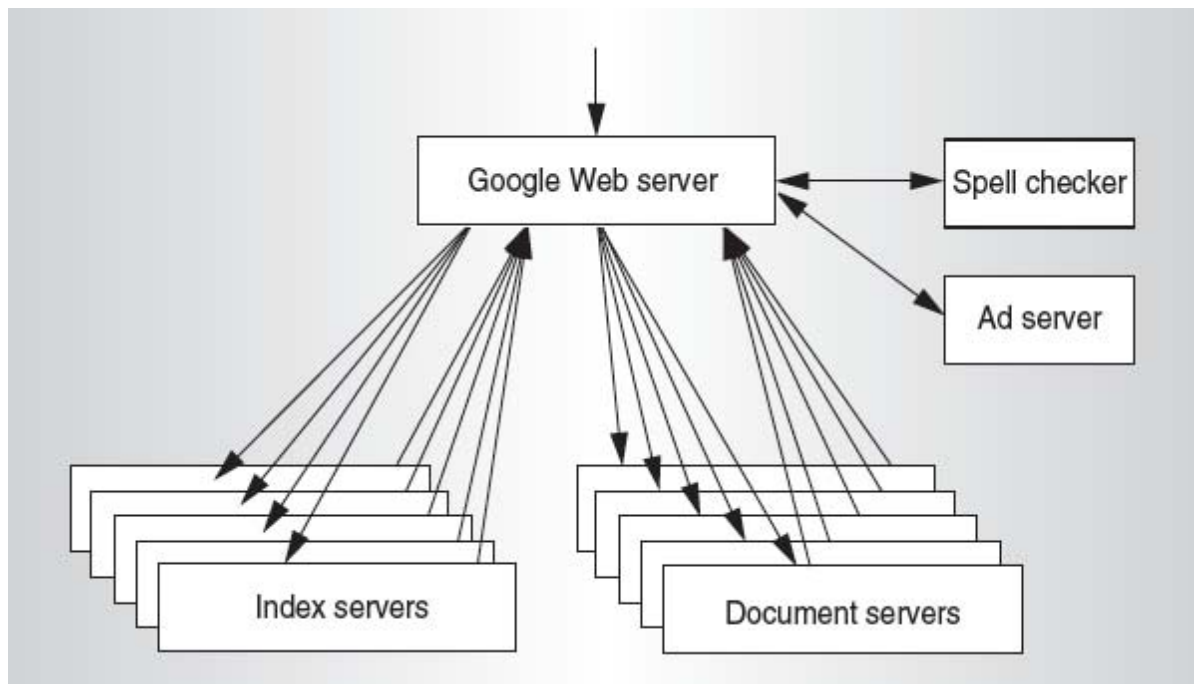 Google Web server
Spell checker
Ad server
Index servers
Document servers